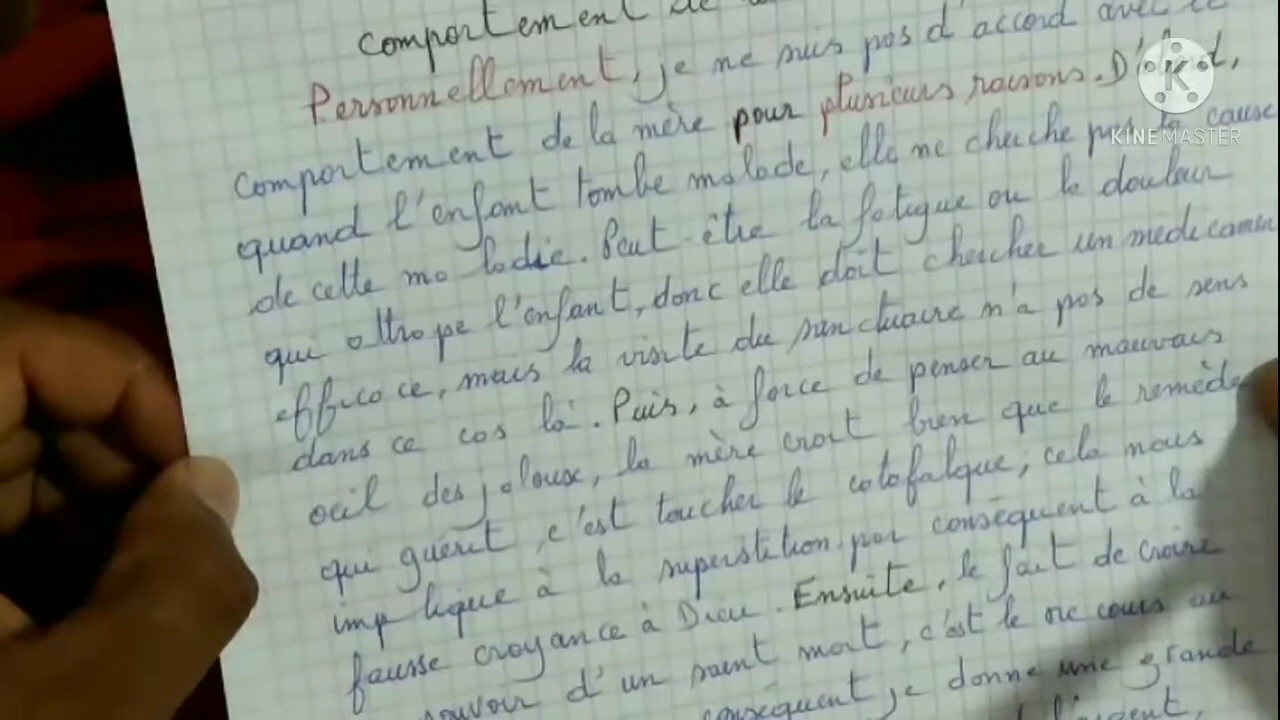 comportement de
Personnellement, je ne suis pas d'accord avec ce
comportement de la mère pour plusieurs raisons. D'abord,
quand l'enfant tombe malade, elle ne cherche pas la cause
de cette maladie. Peut-être la fatigue ou la douleur
qui attrape l'enfant, donc elle doit chercher un medicamen
efficace, mais la visite du sanctuaire n'a pas de sens
dans ce cas là. Puis, à force de penser au mauvais
œil des jaloux, la mère croit bien que le remède
qui guérit, c'est toucher le catafalque, cela nous
implique à la superstition par conséquent à la
fausse croyance à Dieu. Ensuite, le fait de croire
pouvoir d'un saint mort, c'est le recours au
conséquent je donne une grande
KINEMASTER